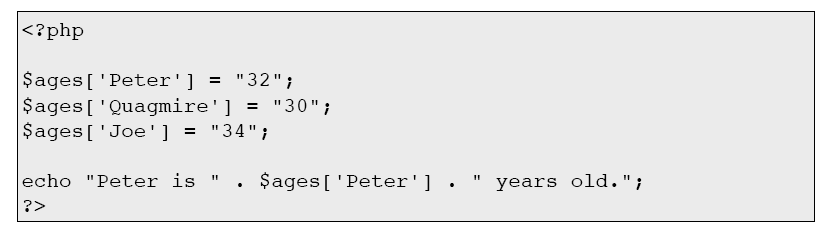 <?php
$ages['Peter'] = "32";
$ages['Quagmire'] = "30";
$ages['Joe'] = "34";
echo "Peter is " . $ages['Peter'] . " years old.";
?>